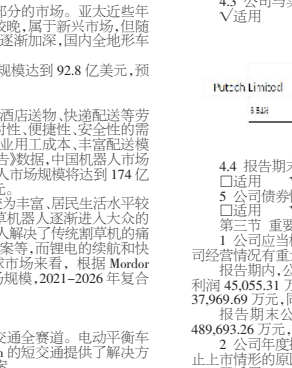 部分的市场。亚太近些年
较晚，属于新兴市场，但随
逐渐加深，国内全地形车
规模达到 92.8 亿美元，预
酒店送物、快递配送等劳
时性、便捷性、安全性的需
业用工成本、丰富配送模
告》数据，中国机器人市场
人市场规模将达到 174 亿
元。
变为丰富、居民生活水平较
草机器人逐渐进入大众的
人解决了传统割草机的痛
案等，而锂电的续航和快
球市场来看，根据 Mordor
场规模，2021-2026 年复合
交通全赛道。电动平衡车
的短交通提供了解决方
案。
4.3 公司与实
√适用
Putech Limited
4.4 报告期末
□适用
5 公司债券情
□适用
第三节 重要
1 公司应当根
司经营情况有重大
报告期内，公
利润 45,055.31 万
37,969.69 万元，同
报告期末公
489,693.26 万元，
2 公司年度报
止上市情形的原因